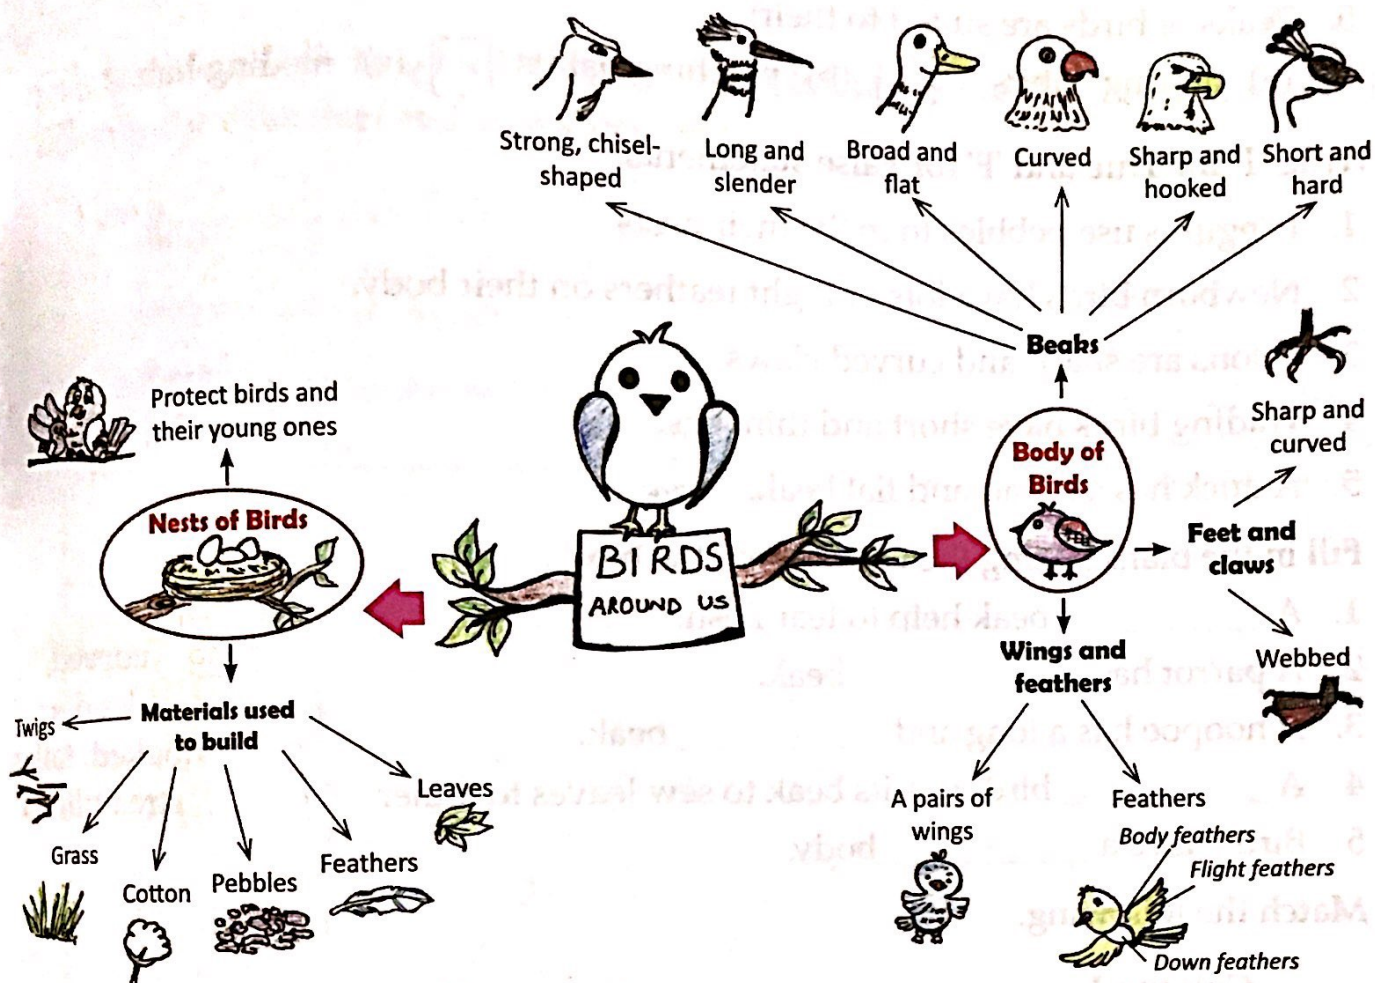 Strong, chisel-
shaped
Long and
slender
Broad and
flat
Curved
Sharp and
hooked
Short and
hard
Beaks
Protect birds and
their young ones
Nests of Birds
BIRDS
AROUND US
Body of
Birds
Sharp and
curved
Feet and
claws
Webbed
Wings and
feathers
Materials used
to build
Twigs
Grass
Cotton
Pebbles
Feathers
Leaves
A pairs of
wings
Feathers
Body feathers
Flight feathers
Down feathers